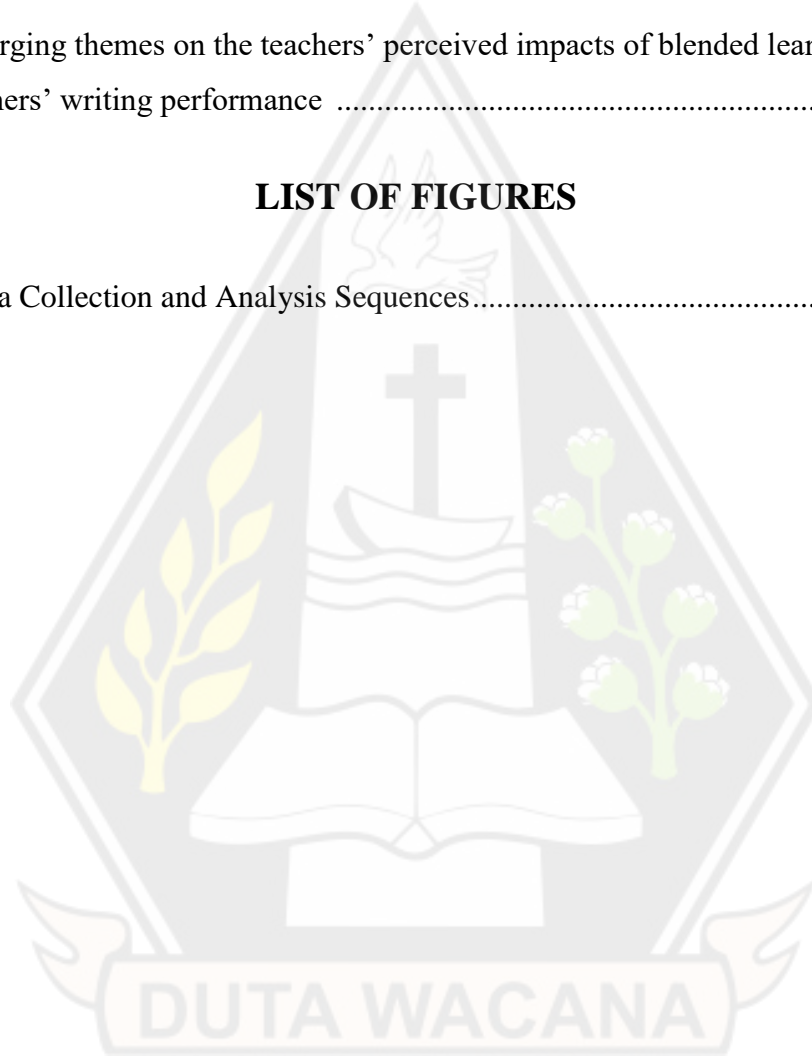 rging themes on the teachers’ perceived impacts of blended lear
ners’ writing performance ......................................................
LIST OF FIGURES
a Collection and Analysis Sequences.......................................
DUTA WACANA